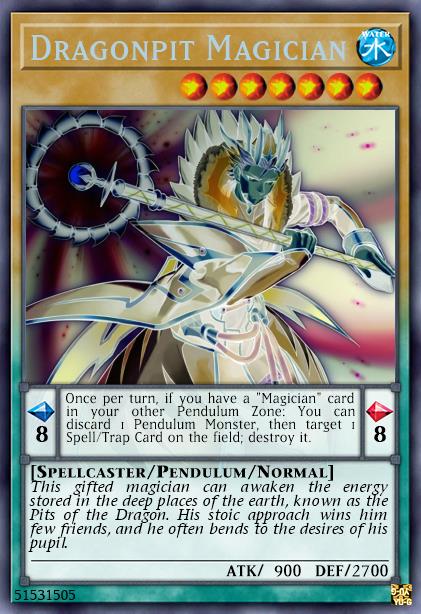 DRAGONPIT MAGICIAN
WATER
水
Once per turn, if you have a "Magician" card
in your other Pendulum Zone: You can
discard 1 Pendulum Monster, then target 1
Spell/Trap Card on the field; destroy it.
8
8
[SPELLCASTER/PENDULUM/NORMAL]
This gifted magician can awaken the energy
stored in the deep places of the earth, known as the
Pits of the Dragon. His stoic approach wins him
few friends, and he often bends to the desires of his
pupil.
ATK/ 900 DEF/2700
51531505